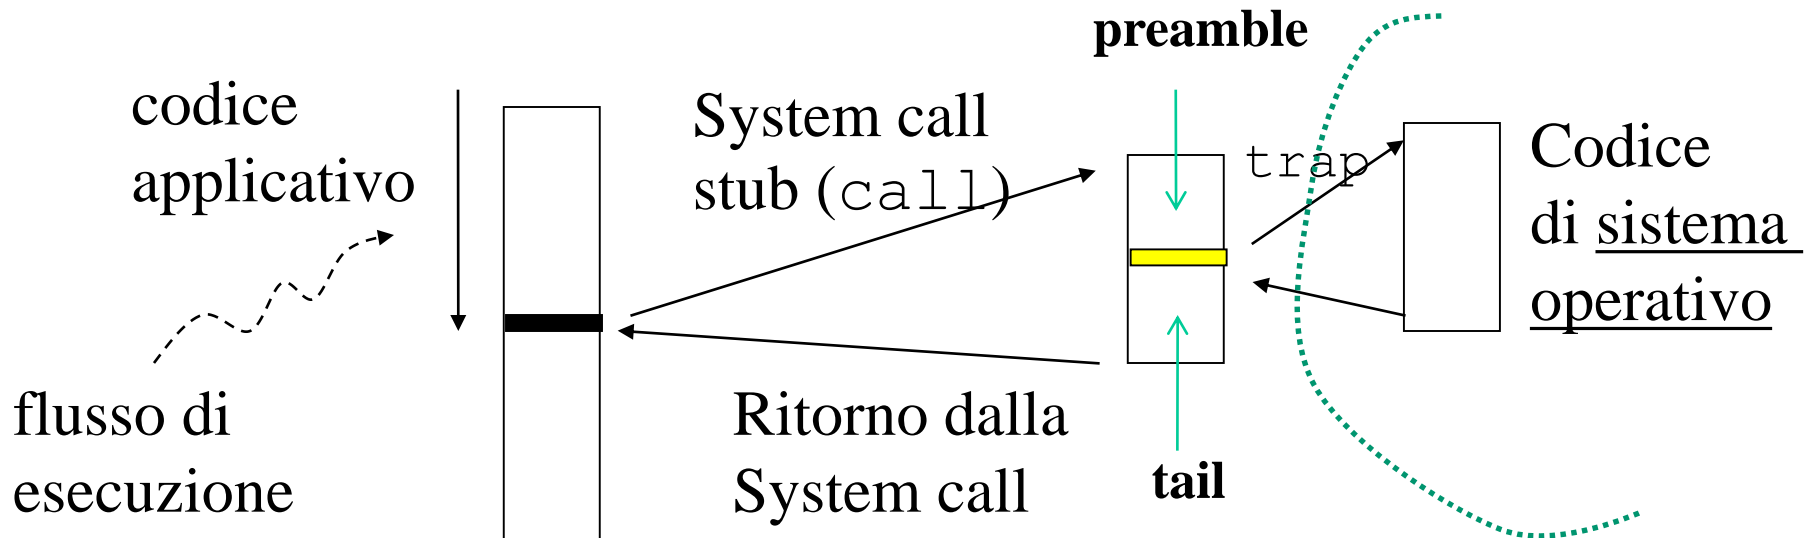 preamble
codice
applicativo
System call
stub (call)
trap
Codice
di sistema
operativo
flusso di
esecuzione
Ritorno dalla
System call
tail